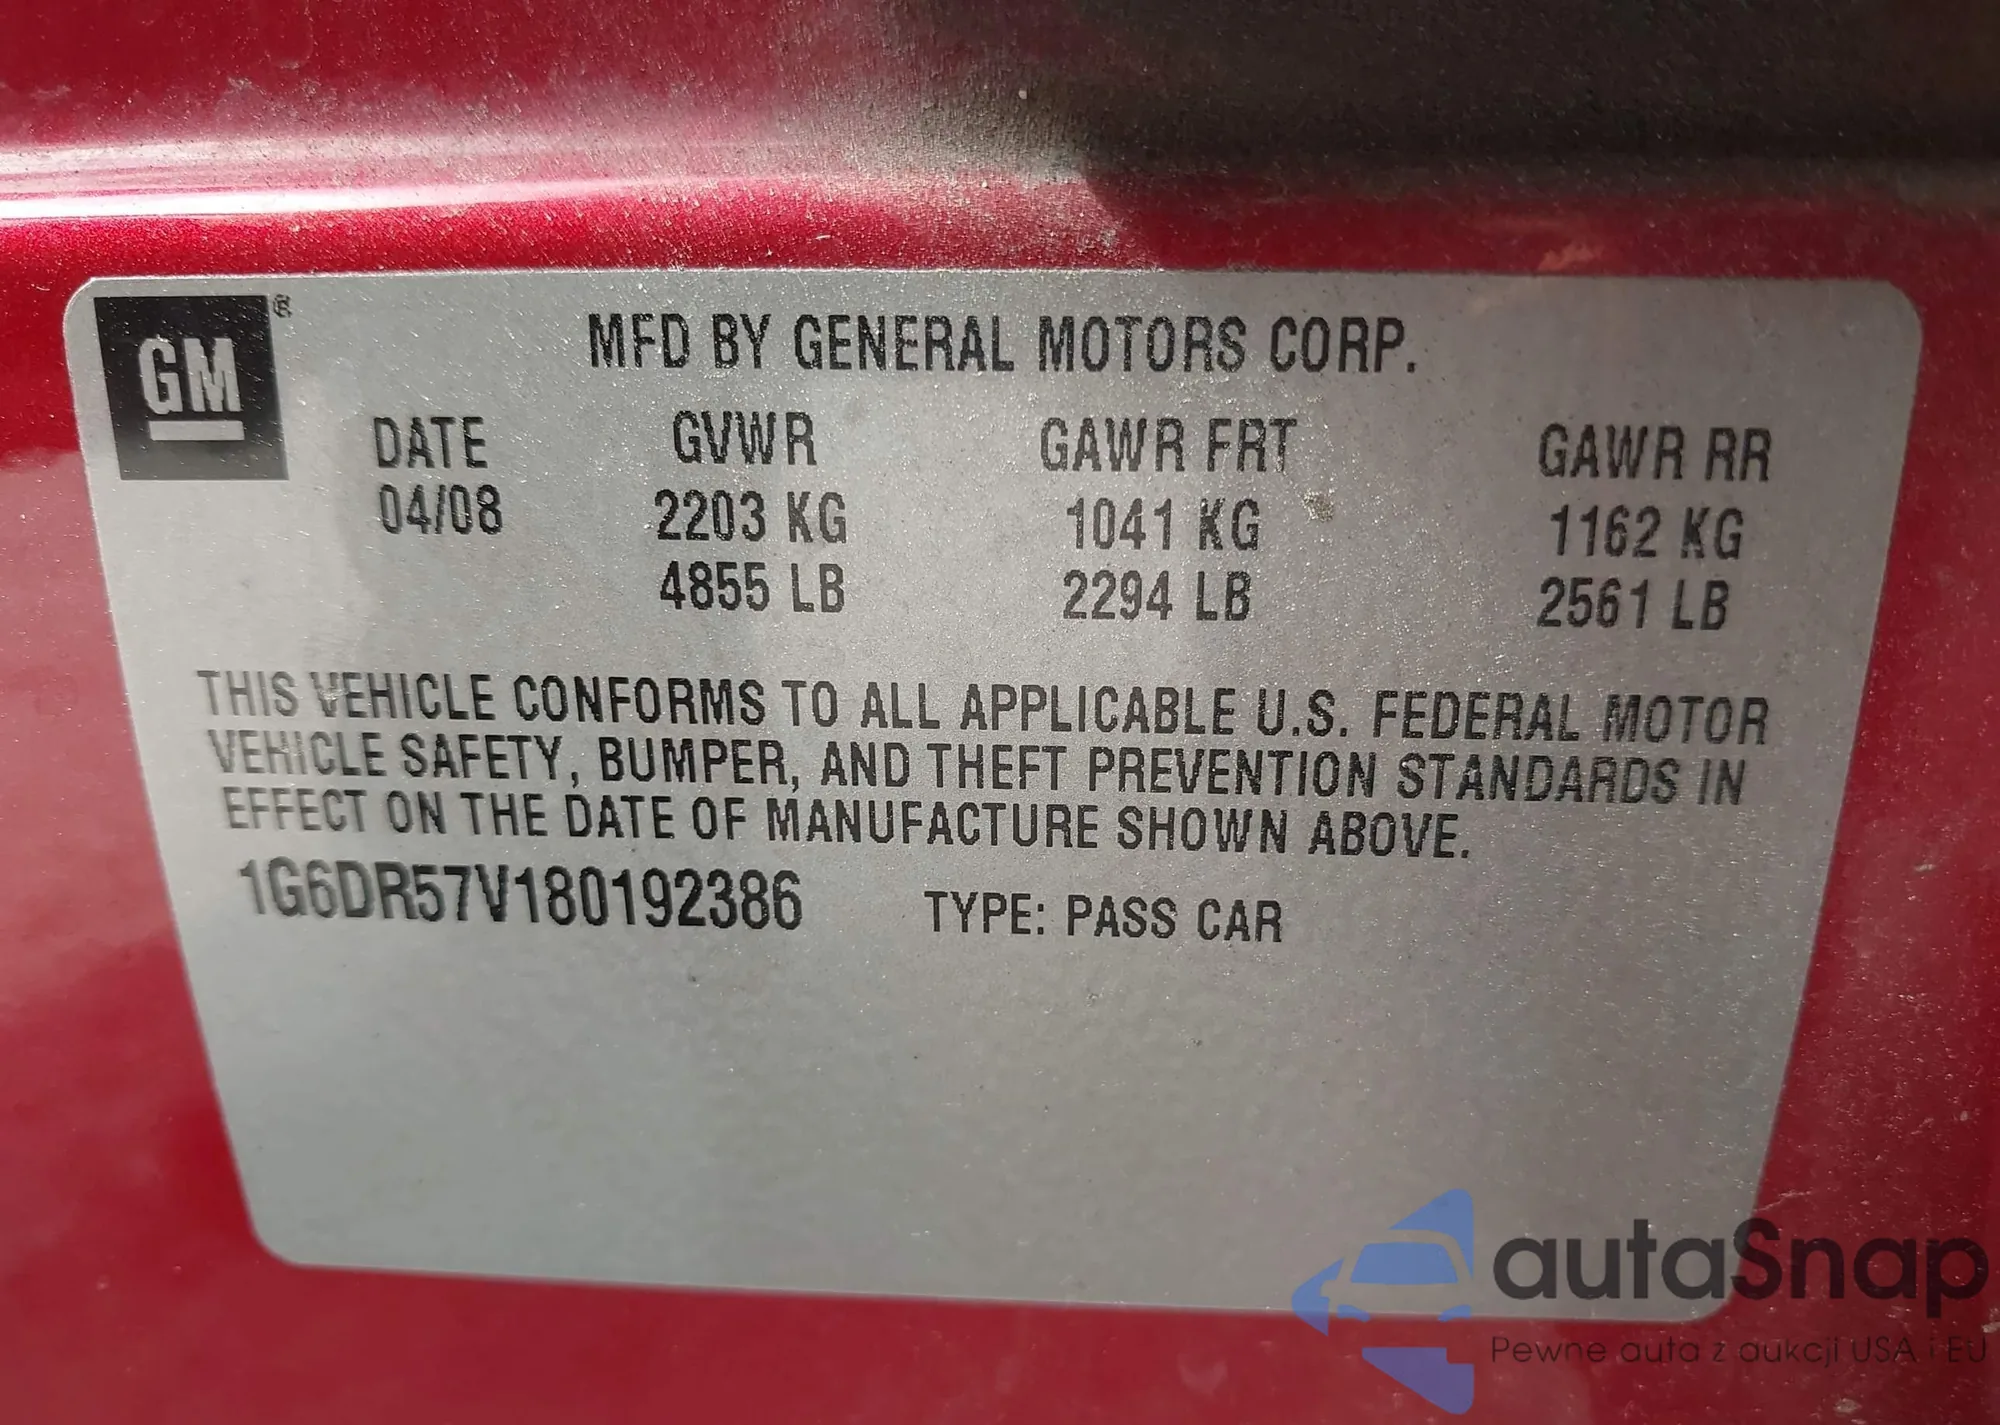 GM ®
MFD BY GENERAL MOTORS CORP.
DATE GVWR GAWR FRT GAWR RR
04/08 2203 KG 1041 KG 1162 KG
4855 LB 2294 LB 2561 LB
THIS VEHICLE CONFORMS TO ALL APPLICABLE U.S. FEDERAL MOTOR
VEHICLE SAFETY, BUMPER, AND THEFT PREVENTION STANDARDS IN
EFFECT ON THE DATE OF MANUFACTURE SHOWN ABOVE.
1G6DR57V180192386 TYPE: PASS CAR
autaSnap
Pewne auta z aukcji USA i EU